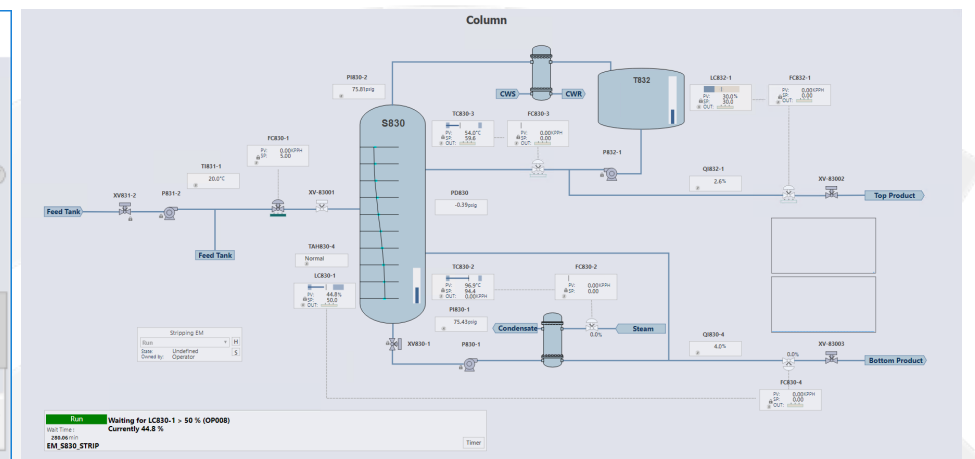 Column
PI830-2
75.81psig
T832
CWS
CWR
LC832-1
PV: 30.0%
SP: 30.0
OUT:
FC832-1
PV: 0.00KPPH
SP: 0.00
OUT:
S830
TC830-3
PV: 54.0°C
SP: 59.6
OUT:
FC830-3
PV: 0.00KPPH
SP: 0.00
OUT:
FC830-1
PV: 0.00KPPH
SP: 5.00
P832-1
TI831-1
20.0°C
QI832-1
2.6%
XV-83002
XV831-2
P831-2
XV-83001
PD830
-0.39psig
Top Product
Feed Tank
Feed Tank
TAH830-4
Normal
LC830-1
PV: 44.8%
SP: 50.0
OUT:
TC830-2
PV: 96.9°C
SP: 94.4
OUT: 0.00KPPH
FC830-2
PV: 0.00KPPH
SP: 0.00
PI830-1
75.43psig
Condensate
Steam
0.0%
Stripping EM
Run
H
State: Undefined
Owned by: Operator
S
XV830-1
P830-1
QI830-4
4.0%
0.0%
XV-83003
Bottom Product
FC830-4
PV: 0.00KPPH
SP: 0.00
OUT:
Run
Waiting for LC830-1 > 50 % (OP008)
Wait Time :
Currently 44.8 %
280.06 min
EM_S830_STRIP
Timer